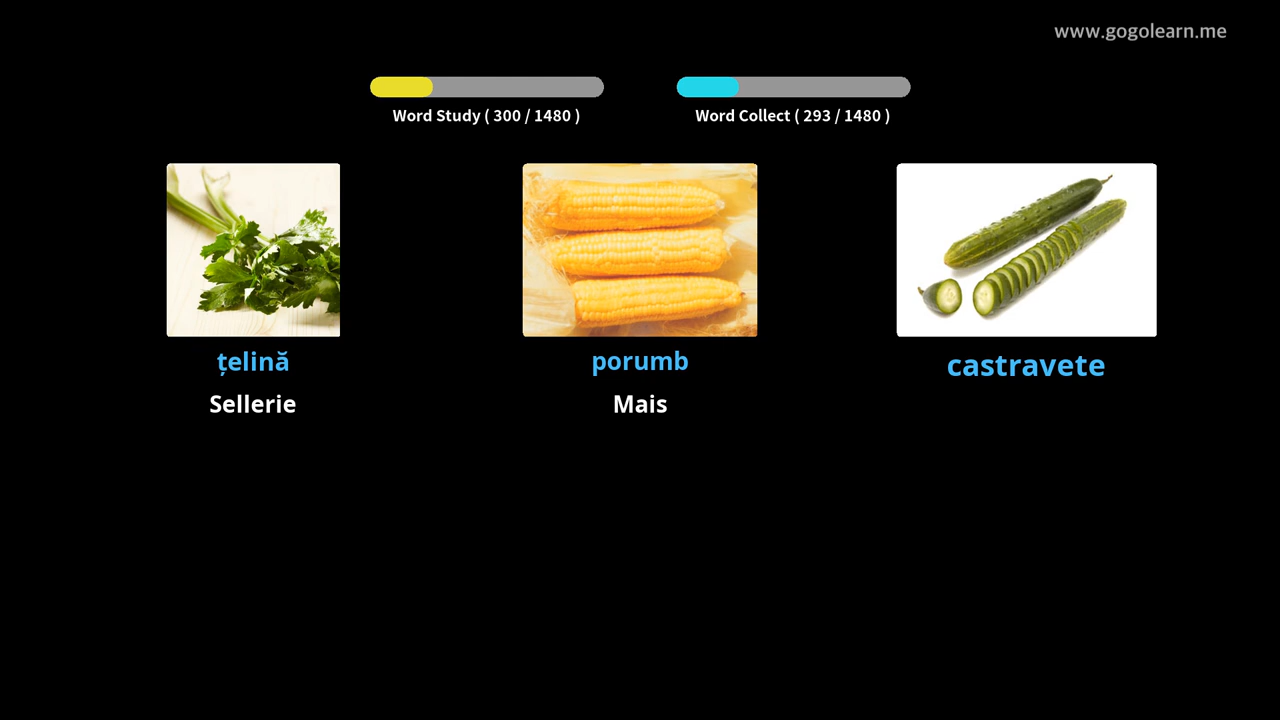 www.gogolearn.me
Word Study ( 300 / 1480 )
Word Collect ( 293 / 1480 )
țelină
porumb
castravete
Sellerie
Mais